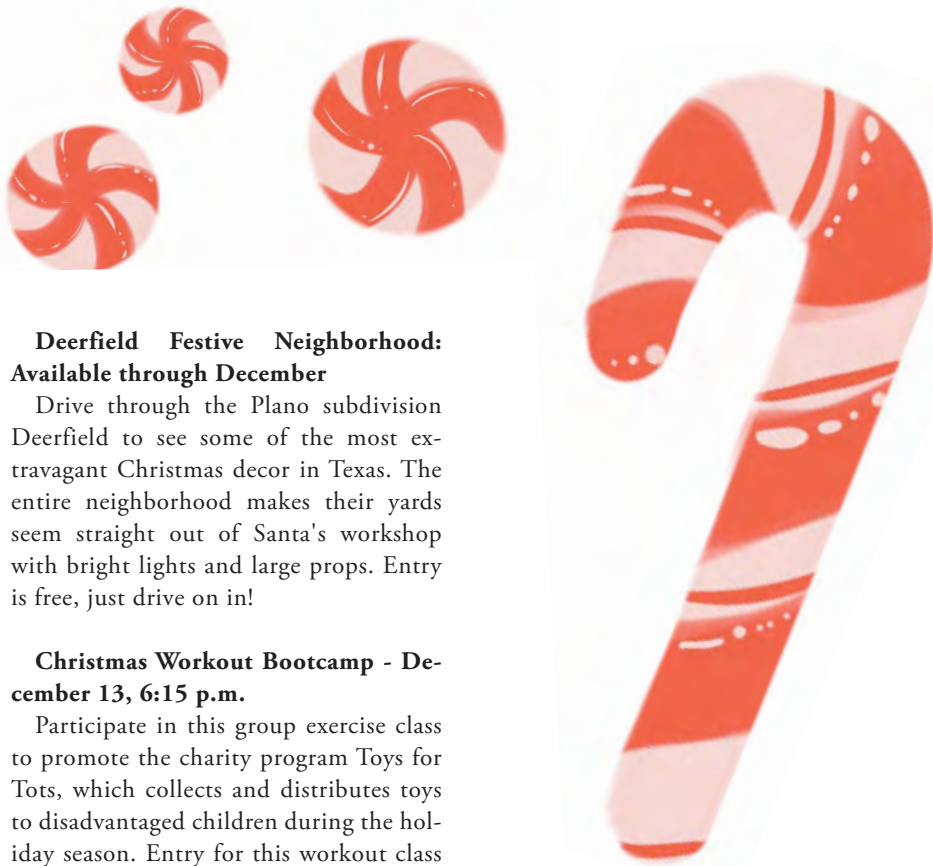 Deerfield Festive Neighborhood:
Available through December
Drive through the Plano subdivision
Deerfield to see some of the most ex-
travagant Christmas decor in Texas. The
entire neighborhood makes their yards
seem straight out of Santa's workshop
with bright lights and large props. Entry
is free, just drive on in!
Christmas Workout Bootcamp - De-
cember 13, 6:15 p.m.
Participate in this group exercise class
to promote the charity program Toys for
Tots, which collects and distributes toys
to disadvantaged children during the hol-
iday season. Entry for this workout class